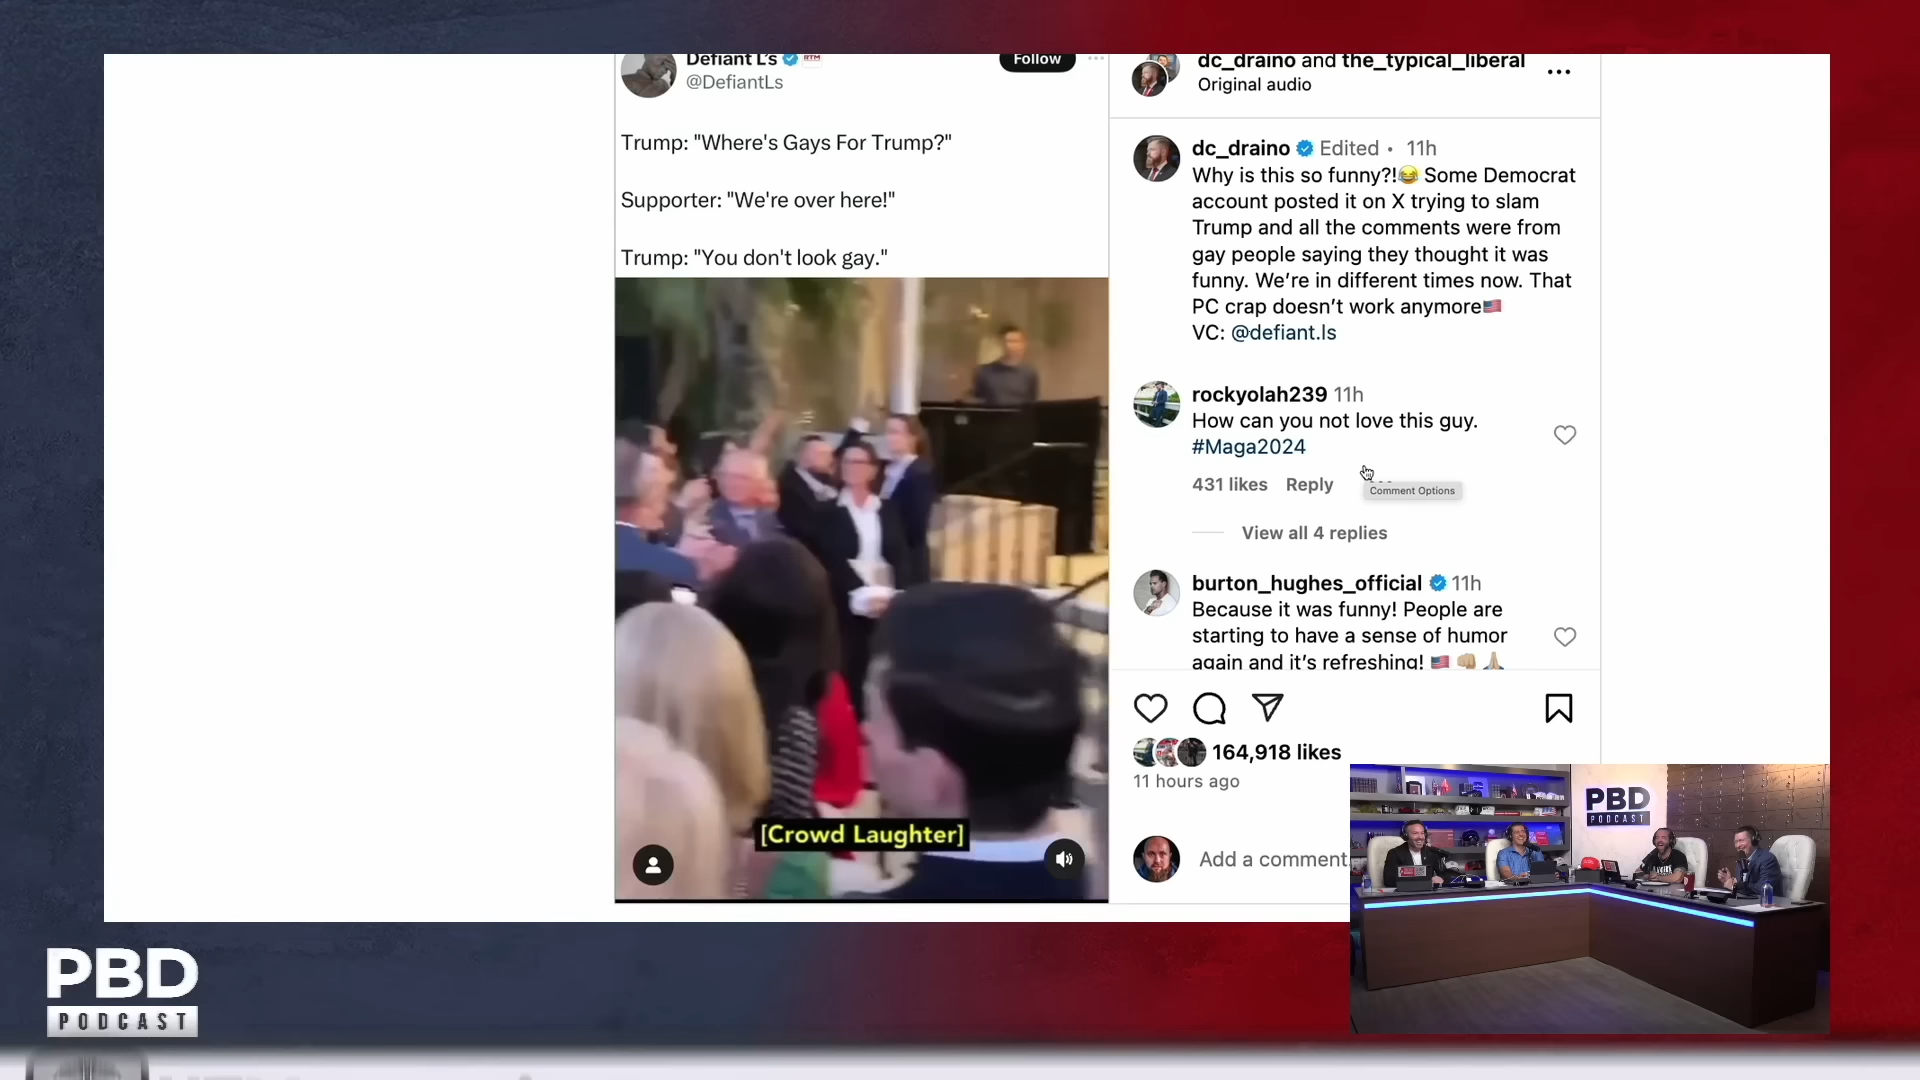 Defiant L's
Follow
@DefiantLs
Trump: "Where's Gays For Trump?"
Supporter: "We're over here!"
Trump: "You don't look gay."
[Crowd Laughter]
dc_draino and the_typical_liberal
Original audio
dc_draino Edited • 11h
Why is this so funny?!😂 Some Democrat
account posted it on X trying to slam
Trump and all the comments were from
gay people saying they thought it was
funny. We’re in different times now. That
PC crap doesn’t work anymore🇺🇸
VC: @defiant.ls
rockyolah239 11h
How can you not love this guy.
#Maga2024
431 likes Reply
Comment Options
View all 4 replies
burton_hughes_official 11h
Because it was funny! People are
starting to have a sense of humor
again and it’s refreshing! 🇺🇸 👊🏼 🙏🏼
164,918 likes
11 hours ago
Add a comment
PBD
PODCAST
PBD
PODCAST